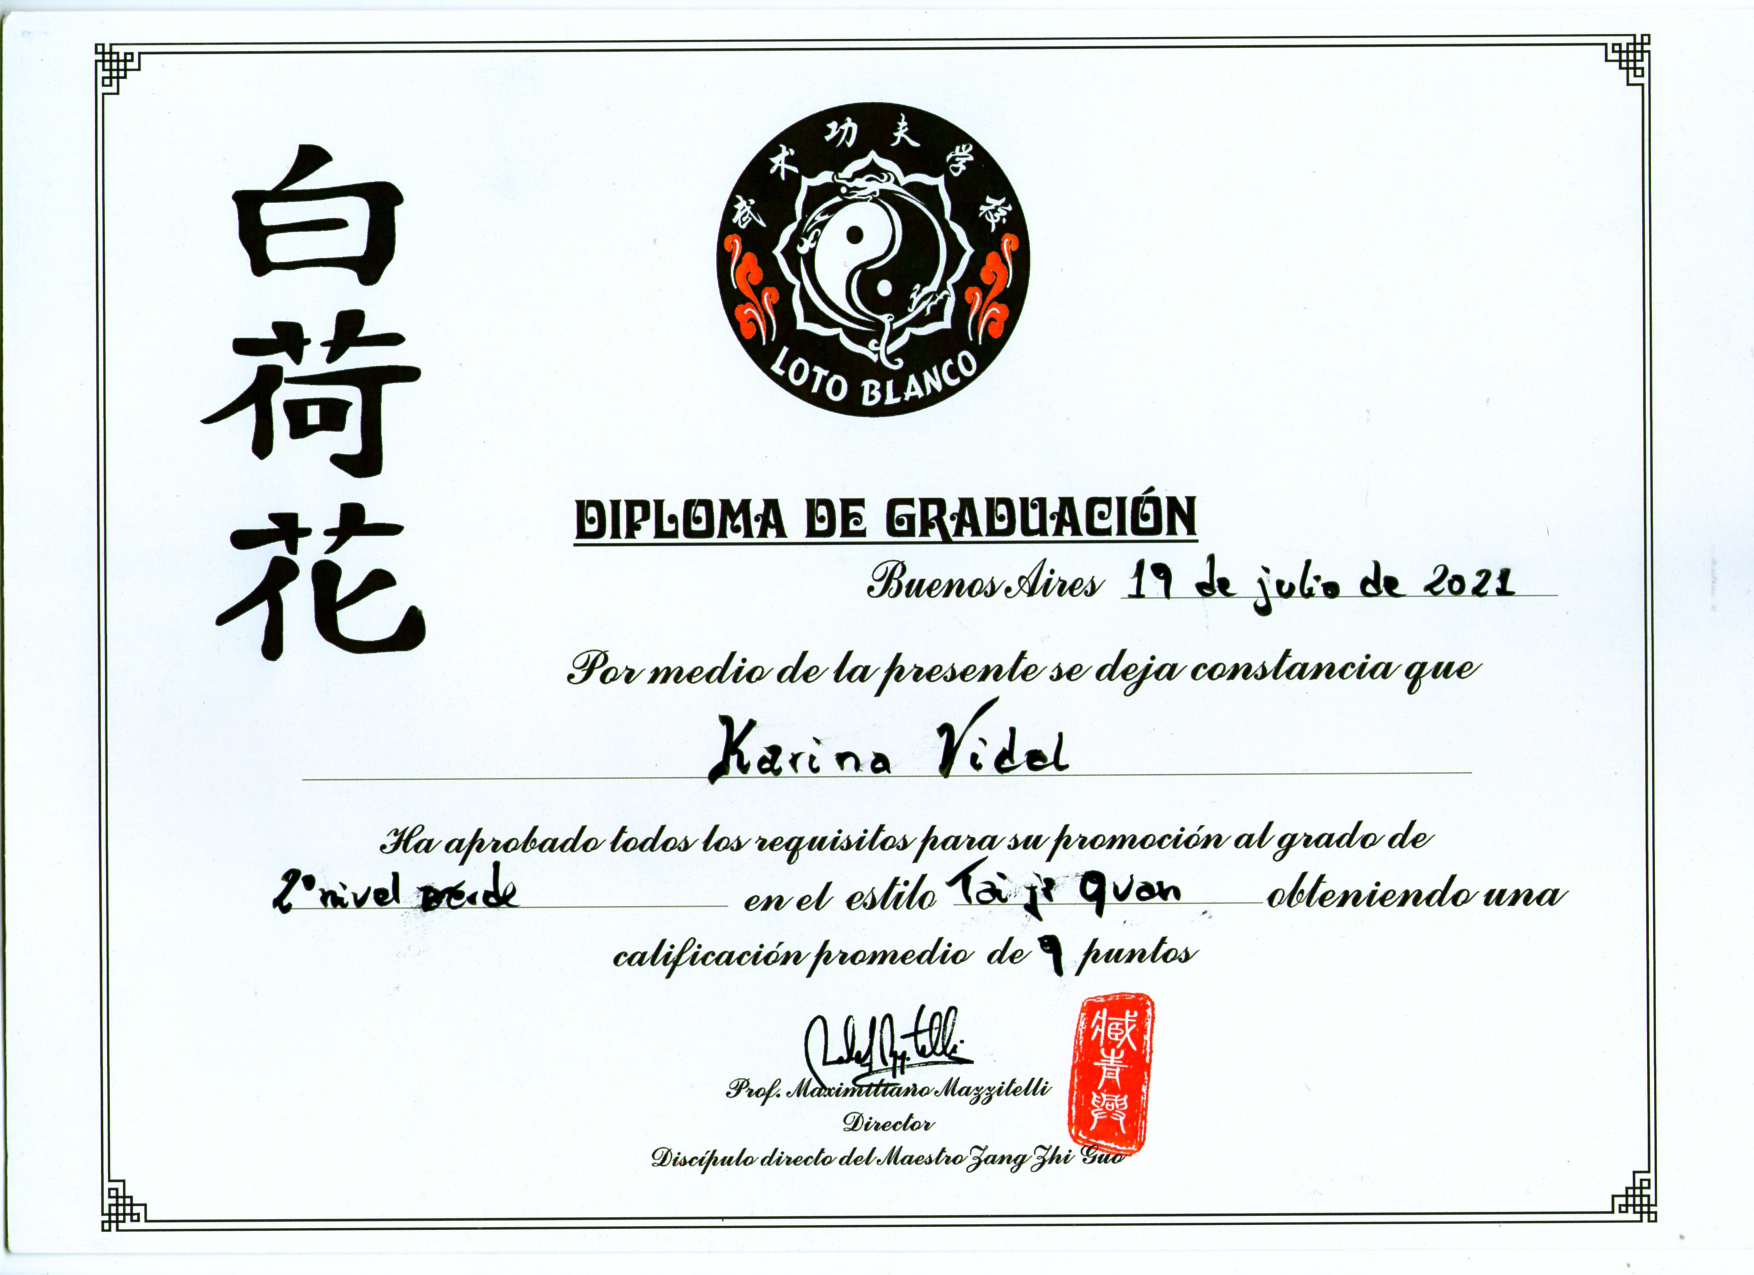 白荷花
武术功夫学校
LOTO BLANCO
DIPLOMA DE GRADUACIÓN
Buenos Aires 19 de julio de 2021
Por medio de la presente se deja constancia que
Karina Vidal
Ha aprobado todos los requisitos para su promoción al grado de
2° nivel verde en el estilo Tai ji Quan obteniendo una
calificación promedio de 9 puntos
Prof. Maximiliano Mazzitelli
Director
Discípulo directo del Maestro Zang Zhi Guo